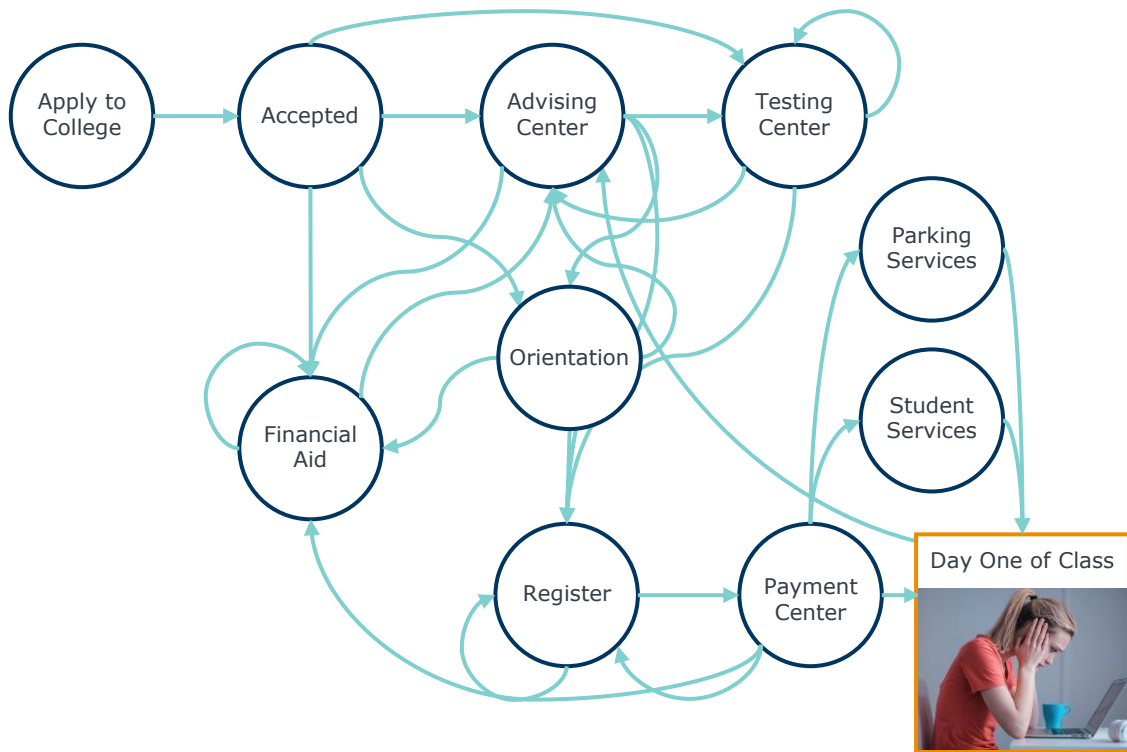 Apply to
College
Accepted
Advising
Center
Testing
Center
Parking
Services
Orientation
Student
Services
Financial
Aid
Register
Payment
Center
Day One of Class